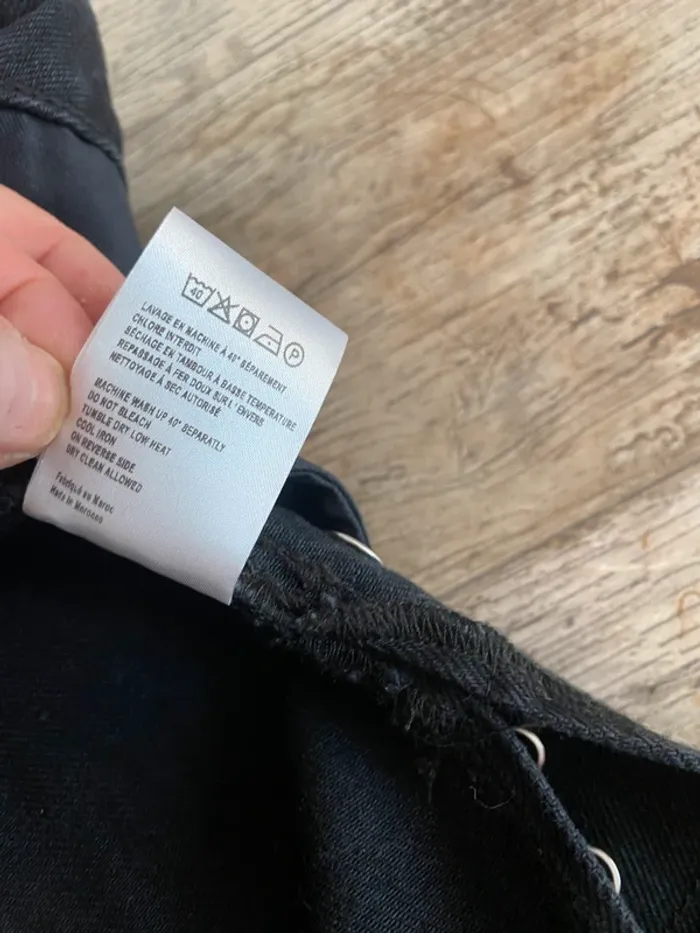 40 P
LAVAGE EN MACHINE À 40° SÉPAREMENT
CHLORE INTERDIT
SÉCHAGE EN TAMBOUR À BASSE TEMPERATURE
REPASSAGE À FER DOUX SUR L'ENVERS
NETTOYAGE À SEC AUTORISÉ
MACHINE WASH UP 40° SEPARATLY
DO NOT BLEACH
TUMBLE DRY LOW HEAT
COOL IRON
ON REVERSE SIDE
DRY CLEAN ALLOWED
Fabriqué au Maroc
Made in Morocco